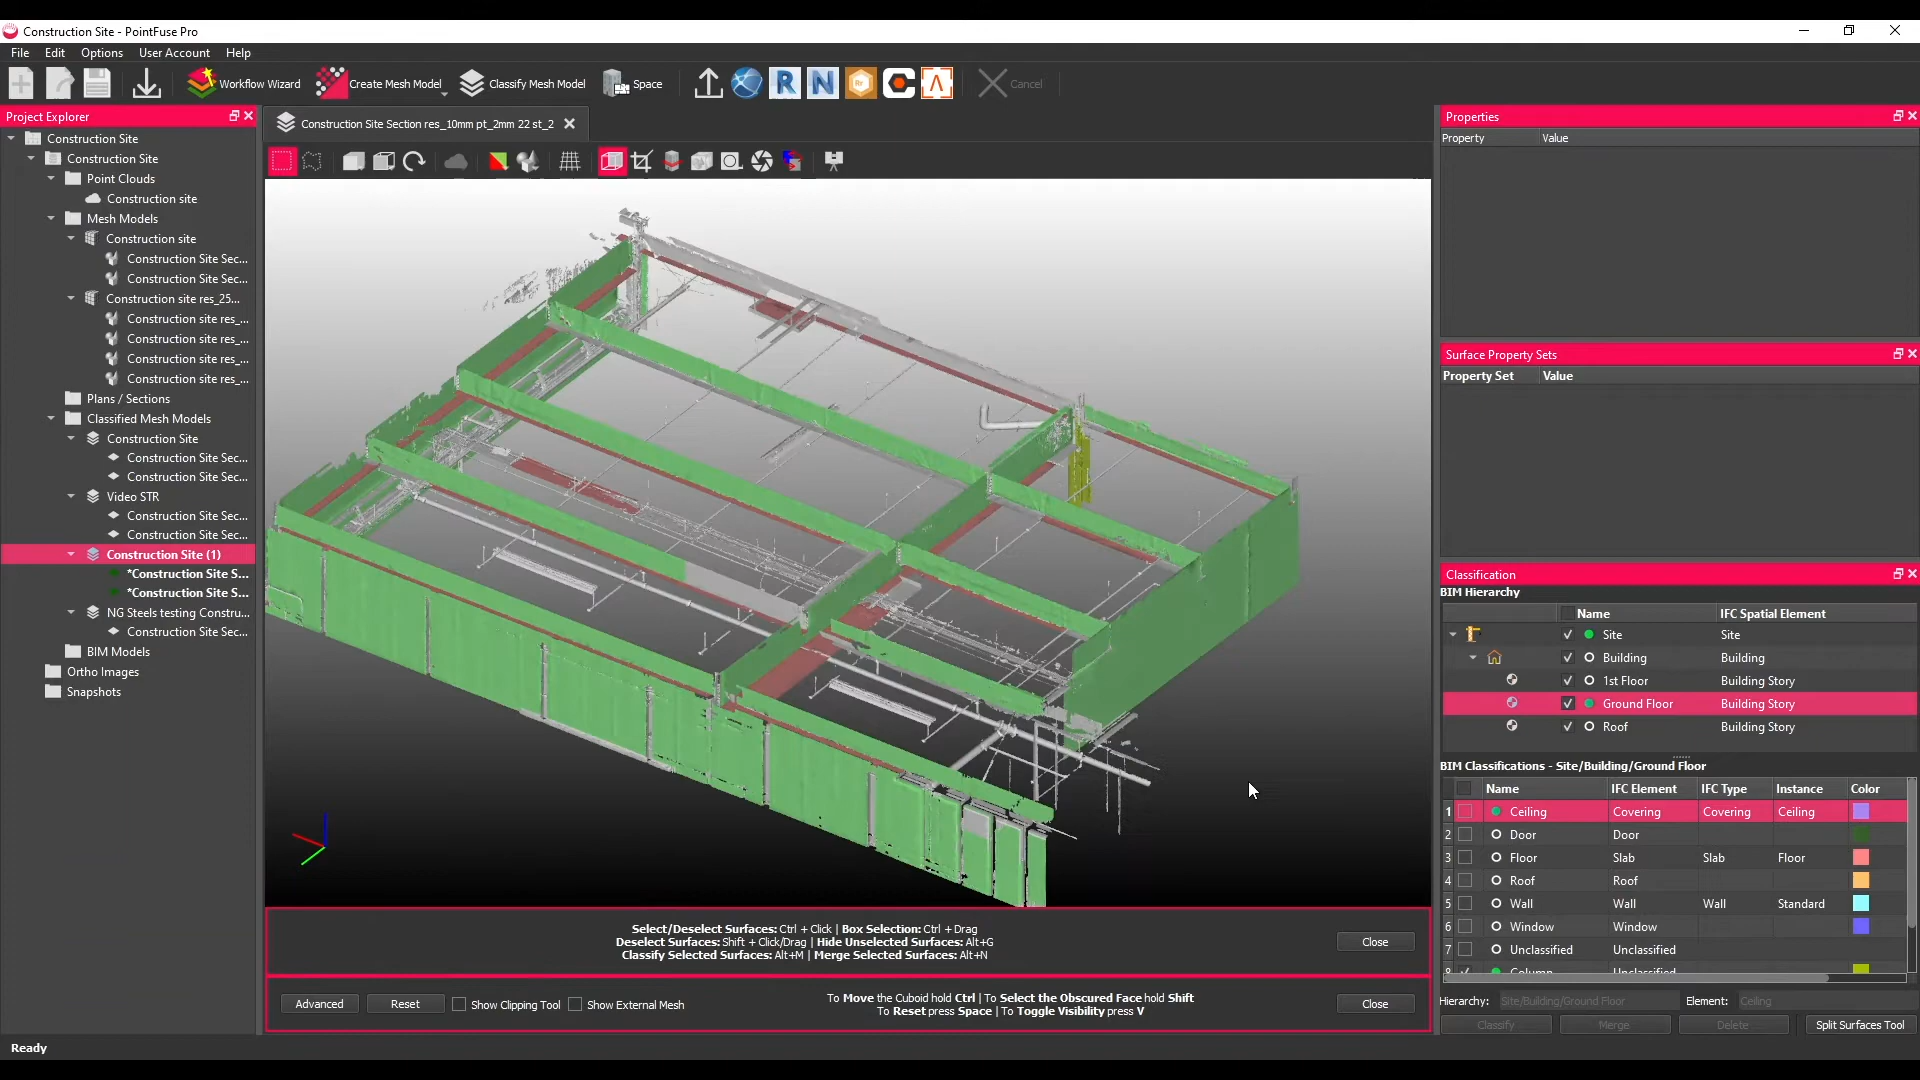 Construction Site - PointFuse Pro
File Edit Options User Account Help
Workflow Wizard Create Mesh Model Classify Mesh Model Space R N Rr Cancel
Project Explorer
Construction Site
Construction Site
Point Clouds
Construction site
Mesh Models
Construction site
Construction Site Sec...
Construction Site Sec...
Construction site res_25...
Construction site res_...
Construction site res_...
Construction site res_...
Construction site res_...
Plans / Sections
Classified Mesh Models
Construction Site
Construction Site Sec...
Construction Site Sec...
Video STR
Construction Site Sec...
Construction Site Sec...
Construction Site (1)
*Construction Site S...
*Construction Site S...
NG Steels testing Constru...
Construction Site Sec...
BIM Models
Ortho Images
Snapshots
Construction Site Section res_10mm pt_2mm 22 st_2
Select/Deselect Surfaces: Ctrl + Click | Box Selection: Ctrl + Drag
Deselect Surfaces: Shift + Click/Drag | Hide Unselected Surfaces: Alt+G
Classify Selected Surfaces: Alt+M | Merge Selected Surfaces: Alt+N
Close
Advanced Reset Show Clipping Tool Show External Mesh
To Move the Cuboid hold Ctrl | To Select the Obscured Face hold Shift
To Reset press Space | To Toggle Visibility press V
Close
Properties
Property Value
Surface Property Sets
Property Set Value
Classification
BIM Hierarchy
Name IFC Spatial Element
Site Site
Building Building
1st Floor Building Story
Ground Floor Building Story
Roof Building Story
BIM Classifications - Site/Building/Ground Floor
Name IFC Element IFC Type Instance Color
1 Ceiling Covering Covering Ceiling
2 Door Door
3 Floor Slab Slab Floor
4 Roof Roof
5 Wall Wall Wall Standard
6 Window Window
7 Unclassified Unclassified
8 Column Unclassified
Hierarchy: Site/Building/Ground Floor Element: Ceiling
Classify Merge Delete Split Surfaces Tool
Ready